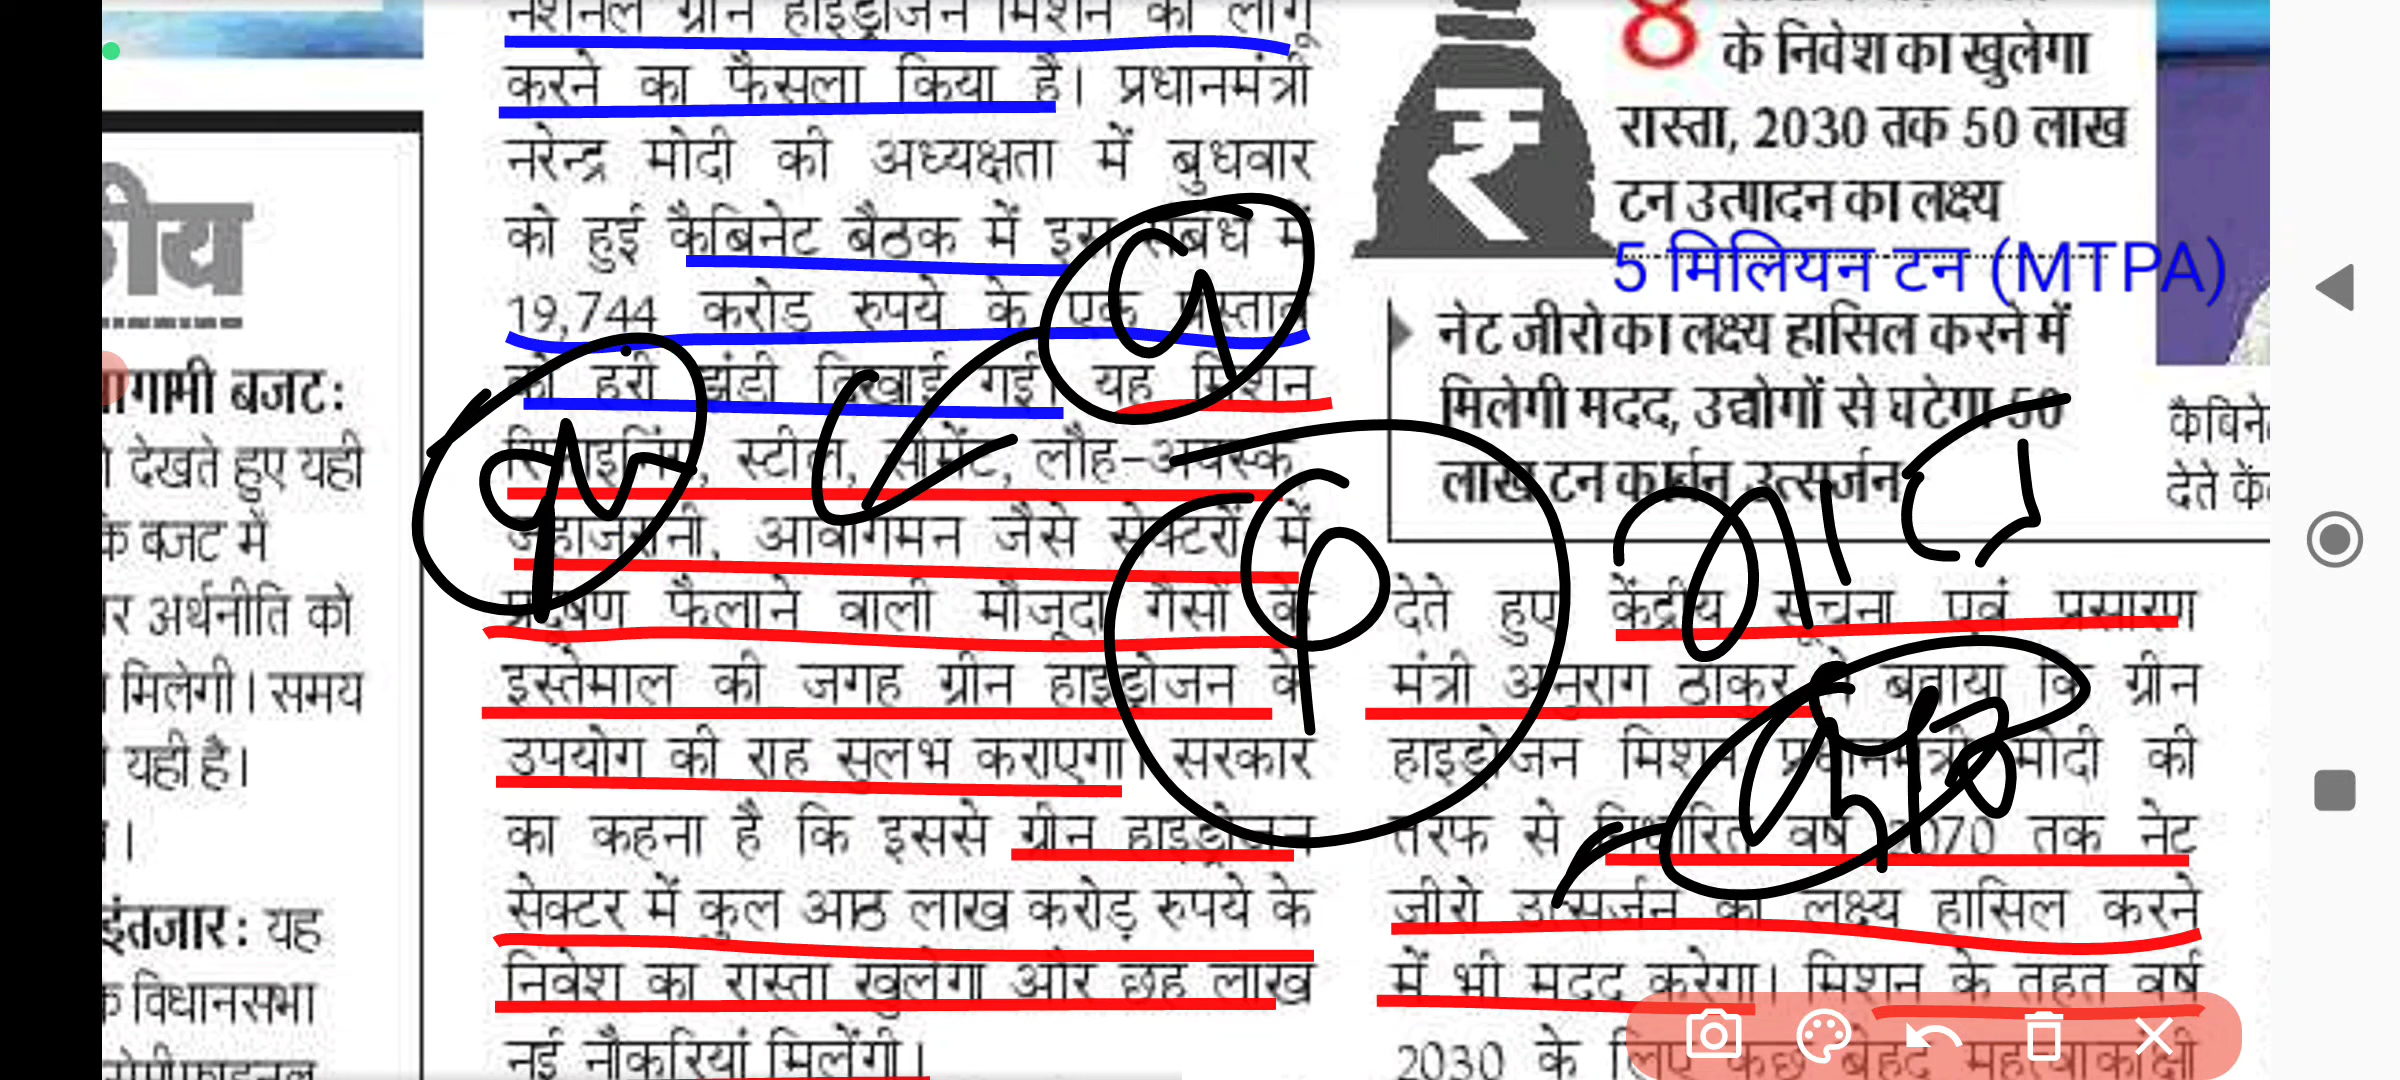 कीय
आगामी बजट:
देखते हुए यही
के बजट में
अर्थनीति को
मिलेगी। समय
यही है।
इंतजार: यह
विधानसभा
नेशनल ग्रीन हाइड्रोजन मिशन को लागू
करने का फैसला किया है। प्रधानमंत्री
नरेन्द्र मोदी की अध्यक्षता में बुधवार
को हुई कैबिनेट बैठक में इस संबंध में
19,744 करोड़ रुपये के एक प्रस्ताव
को हरी झंडी दिखाई गई। यह मिशन
रिफाइनिंग, स्टील, सीमेंट, लौह-अयस्क
जहाजरानी, आवागमन जैसे सेक्टरों में
प्रदूषण फैलाने वाली मौजूदा गैसों के
इस्तेमाल की जगह ग्रीन हाइड्रोजन के
उपयोग की राह सुलभ कराएगा। सरकार
का कहना है कि इससे ग्रीन हाइड्रोजन
सेक्टर में कुल आठ लाख करोड़ रुपये के
निवेश का रास्ता खुलेगा और छह लाख
नई नौकरियां मिलेंगी।
8
के निवेश का खुलेगा
रास्ता, 2030 तक 50 लाख
टन उत्पादन का लक्ष्य
5 मिलियन टन (MTPA)
नेट जीरो का लक्ष्य हासिल करने में
मिलेगी मदद, उद्योगों से घटेगा 50
लाख टन कार्बन उत्सर्जन
देते हुए केंद्रीय सूचना एवं प्रसारण
मंत्री अनुराग ठाकुर ने बताया कि ग्रीन
हाइड्रोजन मिशन प्रधानमंत्री मोदी की
तरफ से निर्धारित वर्ष 2070 तक नेट
जीरो उत्सर्जन का लक्ष्य हासिल करने
में भी मदद करेगा। मिशन के तहत वर्ष
2030 के लिए कुछ बेहद महत्वाकांक्षी
कैबिने
देते कें